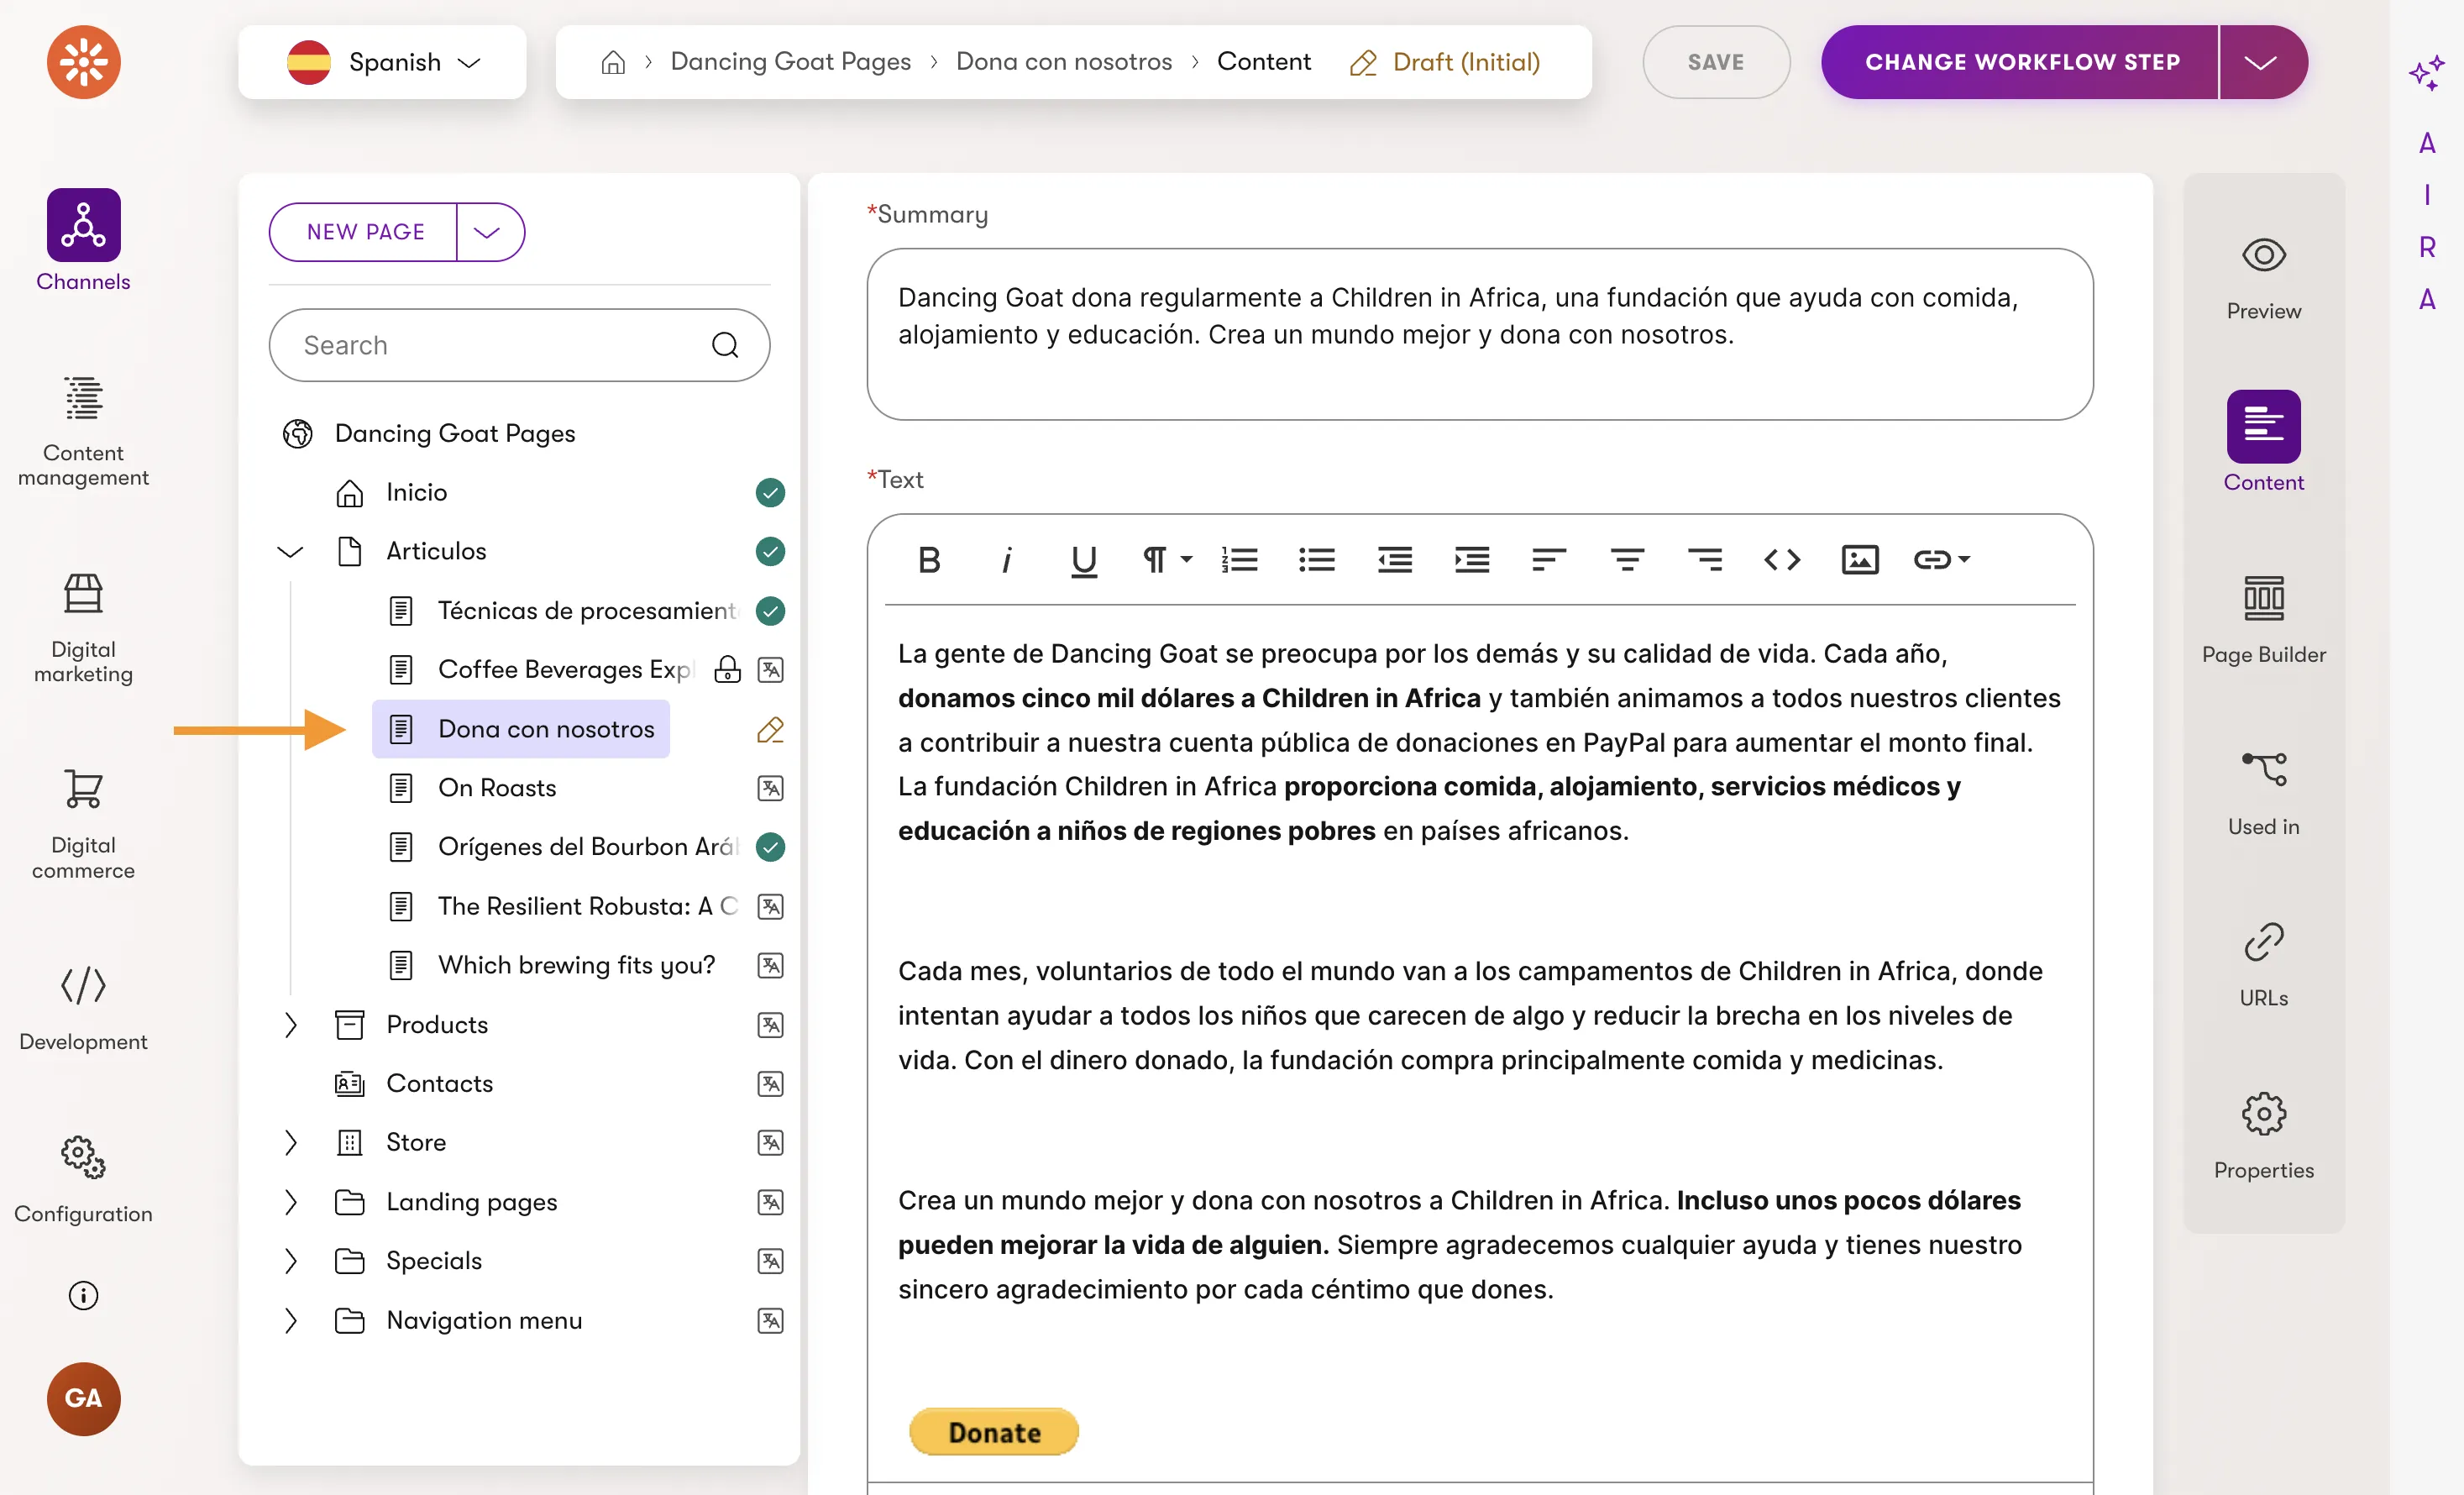 Spanish
Dancing Goat Pages
Dona con nosotros
Content
Draft (Initial)
SAVE
CHANGE WORKFLOW STEP
A
I
R
A
Channels
Content
management
Digital
marketing
Digital
commerce
Development
Configuration
GA
NEW PAGE
Search
Dancing Goat Pages
Inicio
Articulos
Técnicas de procesamient
Coffee Beverages Expl
Dona con nosotros
On Roasts
Orígenes del Bourbon Ará
The Resilient Robusta: A C
Which brewing fits you?
Products
Contacts
Store
Landing pages
Specials
Navigation menu
*Summary
Dancing Goat dona regularmente a Children in Africa, una fundación que ayuda con comida,
alojamiento y educación. Crea un mundo mejor y dona con nosotros.
*Text
La gente de Dancing Goat se preocupa por los demás y su calidad de vida. Cada año,
donamos cinco mil dólares a Children in Africa y también animamos a todos nuestros clientes
a contribuir a nuestra cuenta pública de donaciones en PayPal para aumentar el monto final.
La fundación Children in Africa proporciona comida, alojamiento, servicios médicos y
educación a niños de regiones pobres en países africanos.
Cada mes, voluntarios de todo el mundo van a los campamentos de Children in Africa, donde
intentan ayudar a todos los niños que carecen de algo y reducir la brecha en los niveles de
vida. Con el dinero donado, la fundación compra principalmente comida y medicinas.
Crea un mundo mejor y dona con nosotros a Children in Africa. Incluso unos pocos dólares
pueden mejorar la vida de alguien. Siempre agradecemos cualquier ayuda y tienes nuestro
sincero agradecimiento por cada céntimo que dones.
Donate
Preview
Content
Page Builder
Used in
URLs
Properties